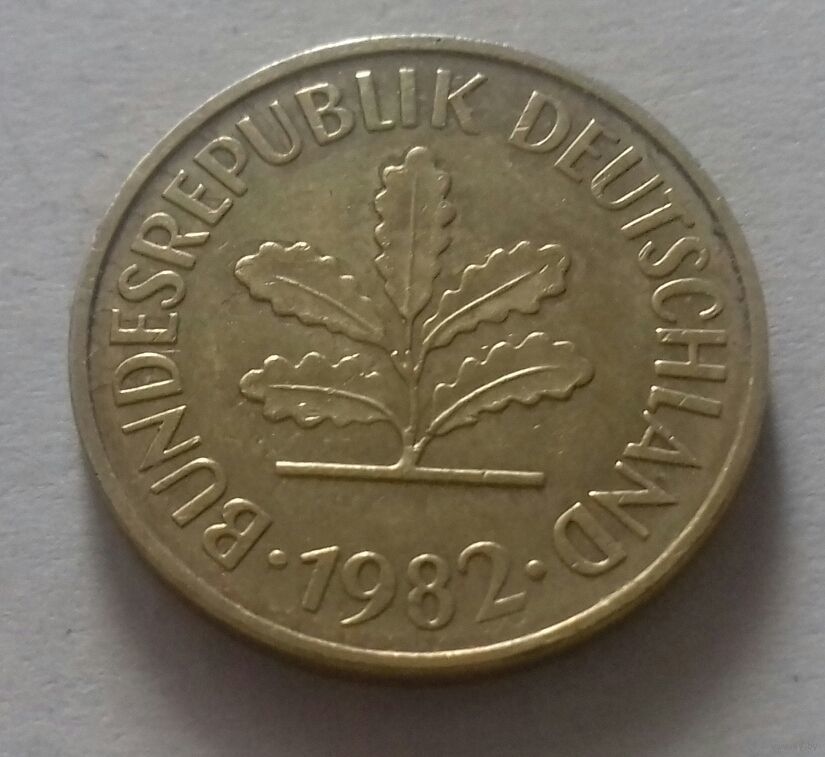 BUNDESREPUBLIK DEUTSCHLAND
· 1982 ·